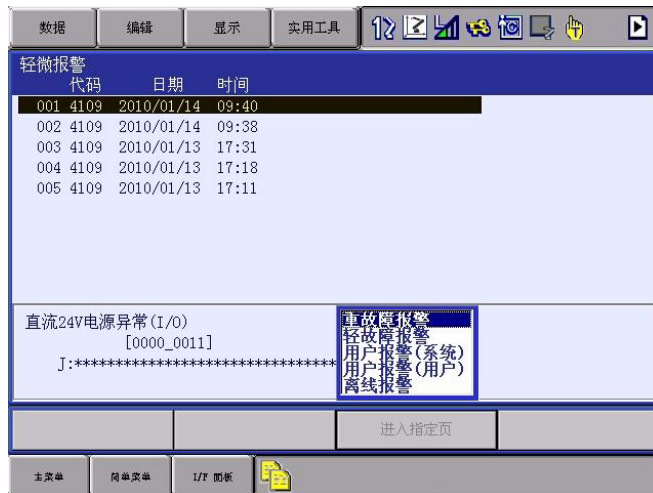 数据 编辑 显示 实用工具
轻微报警
代码 日期 时间
001 4109 2010/01/14 09:40
002 4109 2010/01/14 09:38
003 4109 2010/01/13 17:31
004 4109 2010/01/13 17:18
005 4109 2010/01/13 17:11
直流24V电源异常(I/O)
[0000_0011]
J:**********************************
重故障报警
轻故障报警
用户报警(系统)
用户报警(用户)
离线报警
进入指定页
主菜单 简单菜单 I/F 面板